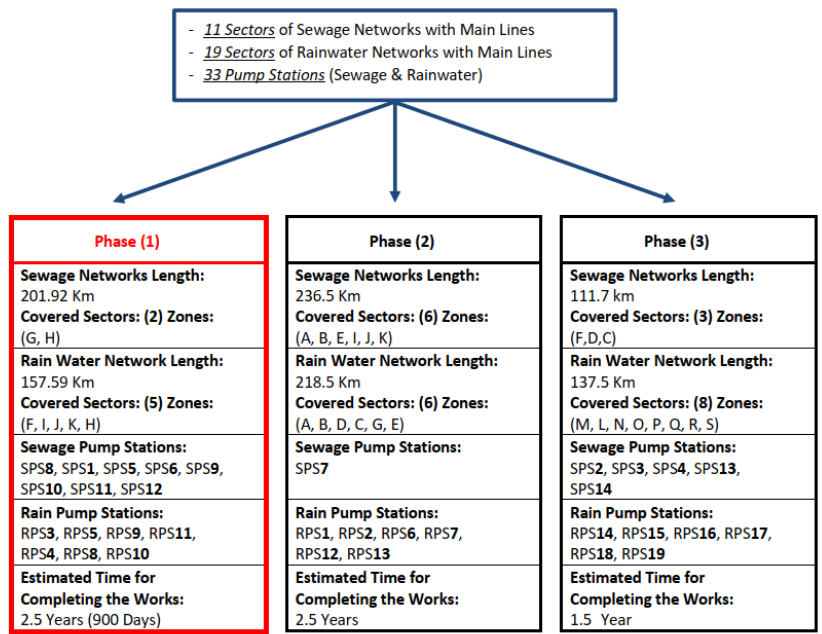 - 11 Sectors of Sewage Networks with Main Lines
- 19 Sectors of Rainwater Networks with Main Lines
- 33 Pump Stations (Sewage & Rainwater)
Phase (1)
Sewage Networks Length:
201.92 Km
Covered Sectors: (2) Zones:
(G, H)
Rain Water Network Length:
157.59 Km
Covered Sectors: (5) Zones:
(F, I, J, K, H)
Sewage Pump Stations:
SPS8, SPS1, SPS5, SPS6, SPS9,
SPS10, SPS11, SPS12
Rain Pump Stations:
RPS3, RPS5, RPS9, RPS11,
RPS4, RPS8, RPS10
Estimated Time for
Completing the Works:
2.5 Years (900 Days)
Phase (2)
Sewage Networks Length:
236.5 Km
Covered Sectors: (6) Zones:
(A, B, E, I, J, K)
Rain Water Network Length:
218.5 Km
Covered Sectors: (6) Zones:
(A, B, D, C, G, E)
Sewage Pump Stations:
SPS7
Rain Pump Stations:
RPS1, RPS2, RPS6, RPS7,
RPS12, RPS13
Estimated Time for
Completing the Works:
2.5 Years
Phase (3)
Sewage Networks Length:
111.7 km
Covered Sectors: (3) Zones:
(F,D,C)
Rain Water Network Length:
137.5 Km
Covered Sectors: (8) Zones:
(M, L, N, O, P, Q, R, S)
Sewage Pump Stations:
SPS2, SPS3, SPS4, SPS13,
SPS14
Rain Pump Stations:
RPS14, RPS15, RPS16, RPS17,
RPS18, RPS19
Estimated Time for
Completing the Works:
1.5 Year